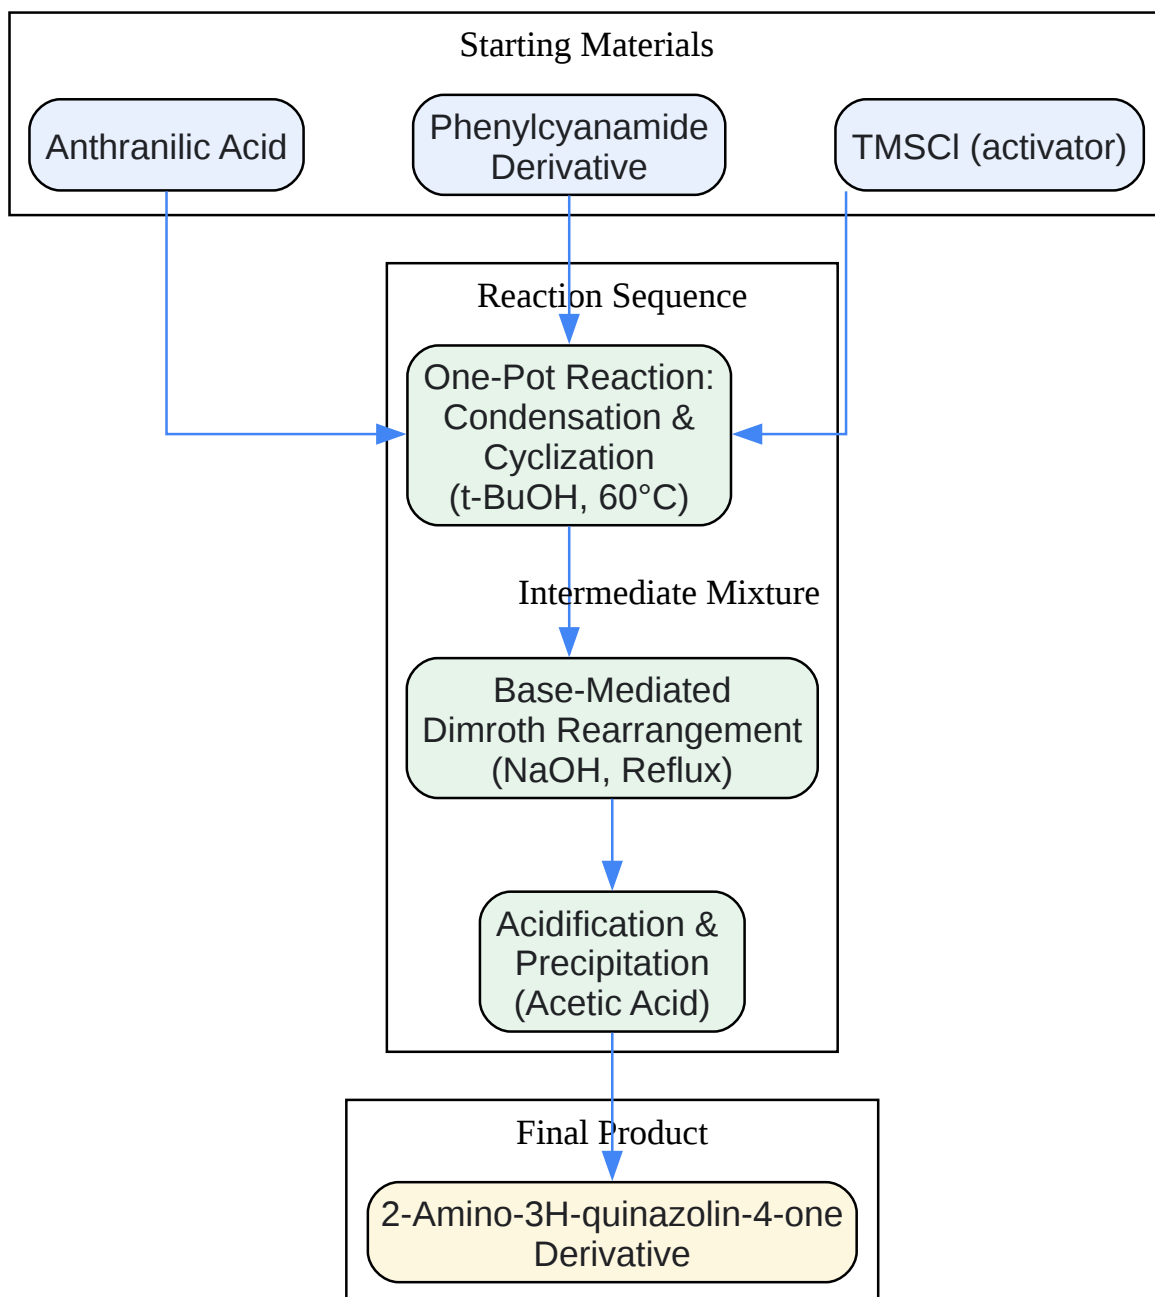 Starting Materials
Anthranilic Acid
Phenylcyanamide
Derivative
TMSCl (activator)
Reaction Sequence
One-Pot Reaction:
Condensation &
Cyclization
(t-BuOH, 60°C)
Intermediate Mixture
Base-Mediated
Dimroth Rearrangement
(NaOH, Reflux)
Acidification &
Precipitation
(Acetic Acid)
Final Product
2-Amino-3H-quinazolin-4-one
Derivative